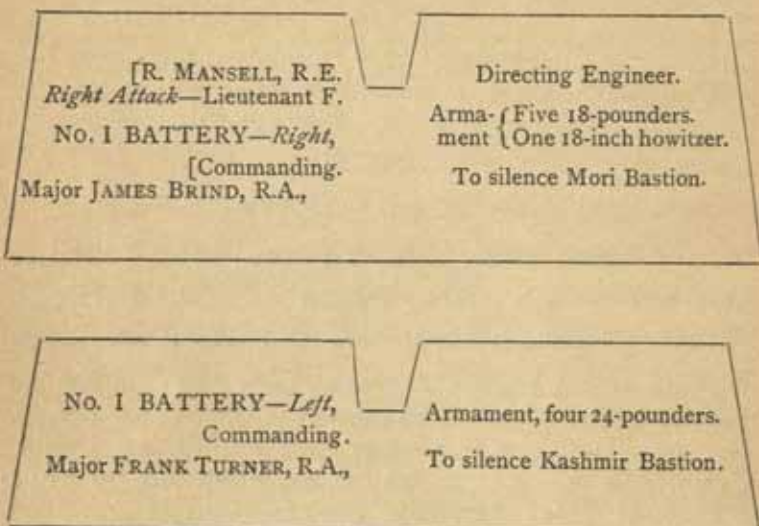 [R. MANSELL, R.E.
Right Attack—Lieutenant F.
No. I BATTERY—Right,
[Commanding.
Major JAMES BRIND, R.A.,
Directing Engineer.
Arma- { Five 18-pounders.
ment { One 18-inch howitzer.
To silence Mori Bastion.
No. I BATTERY—Left,
Commanding.
Major FRANK TURNER, R.A.,
Armament, four 24-pounders.
To silence Kashmir Bastion.